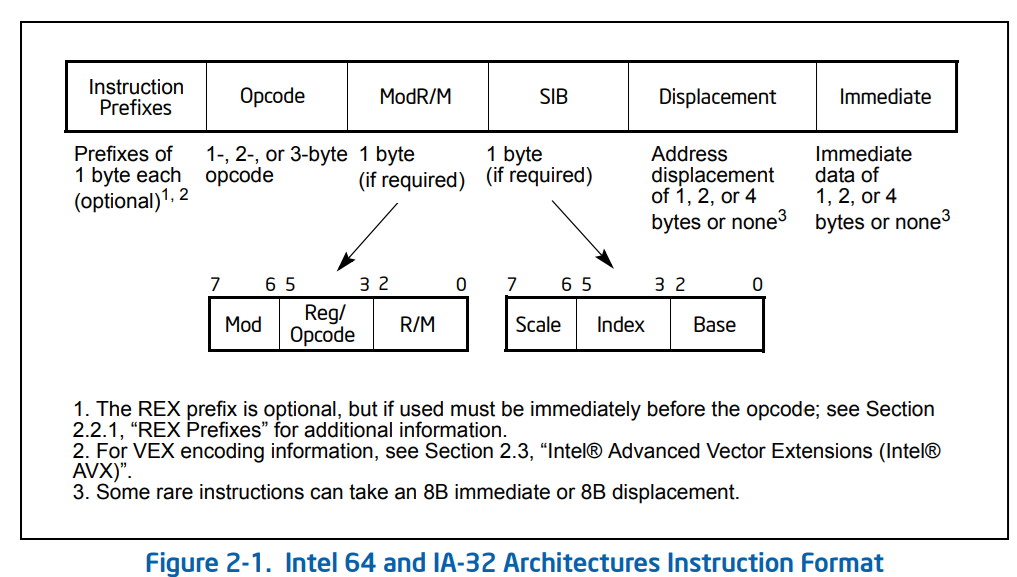 Instruction
Prefixes
Opcode
ModR/M
SIB
Displacement
Immediate
Prefixes of
1 byte each
(optional)1, 2
1-, 2-, or 3-byte
opcode
1 byte
(if required)
1 byte
(if required)
Address
displacement
of 1, 2, or 4
bytes or none3
Immediate
data of
1, 2, or 4
bytes or none3
7 6 5 3 2 0
Mod
Reg/
Opcode
R/M
7 6 5 3 2 0
Scale
Index
Base
1. The REX prefix is optional, but if used must be immediately before the opcode; see Section
2.2.1, “REX Prefixes” for additional information.
2. For VEX encoding information, see Section 2.3, “Intel® Advanced Vector Extensions (Intel®
AVX)”.
3. Some rare instructions can take an 8B immediate or 8B displacement.
Figure 2-1. Intel 64 and IA-32 Architectures Instruction Format